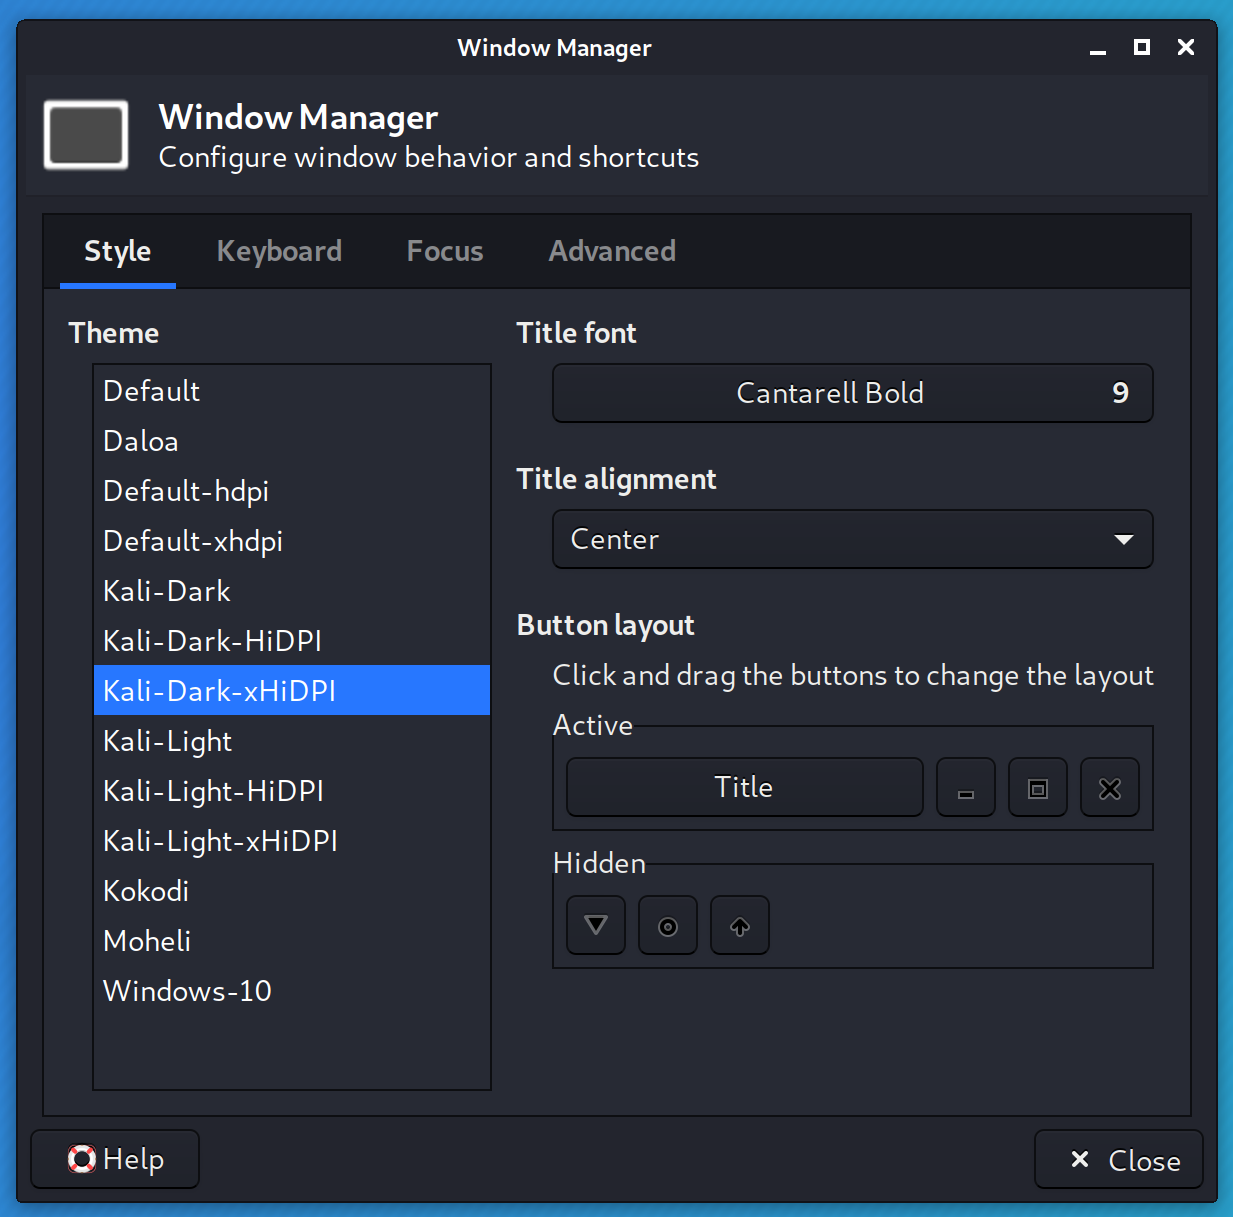 Window Manager
Window Manager
Configure window behavior and shortcuts
Style Keyboard Focus Advanced
Theme
Default
Daloa
Default-hdpi
Default-xhdpi
Kali-Dark
Kali-Dark-HiDPI
Kali-Dark-xHiDPI
Kali-Light
Kali-Light-HiDPI
Kali-Light-xHiDPI
Kokodi
Moheli
Windows-10
Title font
Cantarell Bold 9
Title alignment
Center
Button layout
Click and drag the buttons to change the layout
Active
Title
Hidden
Help
Close